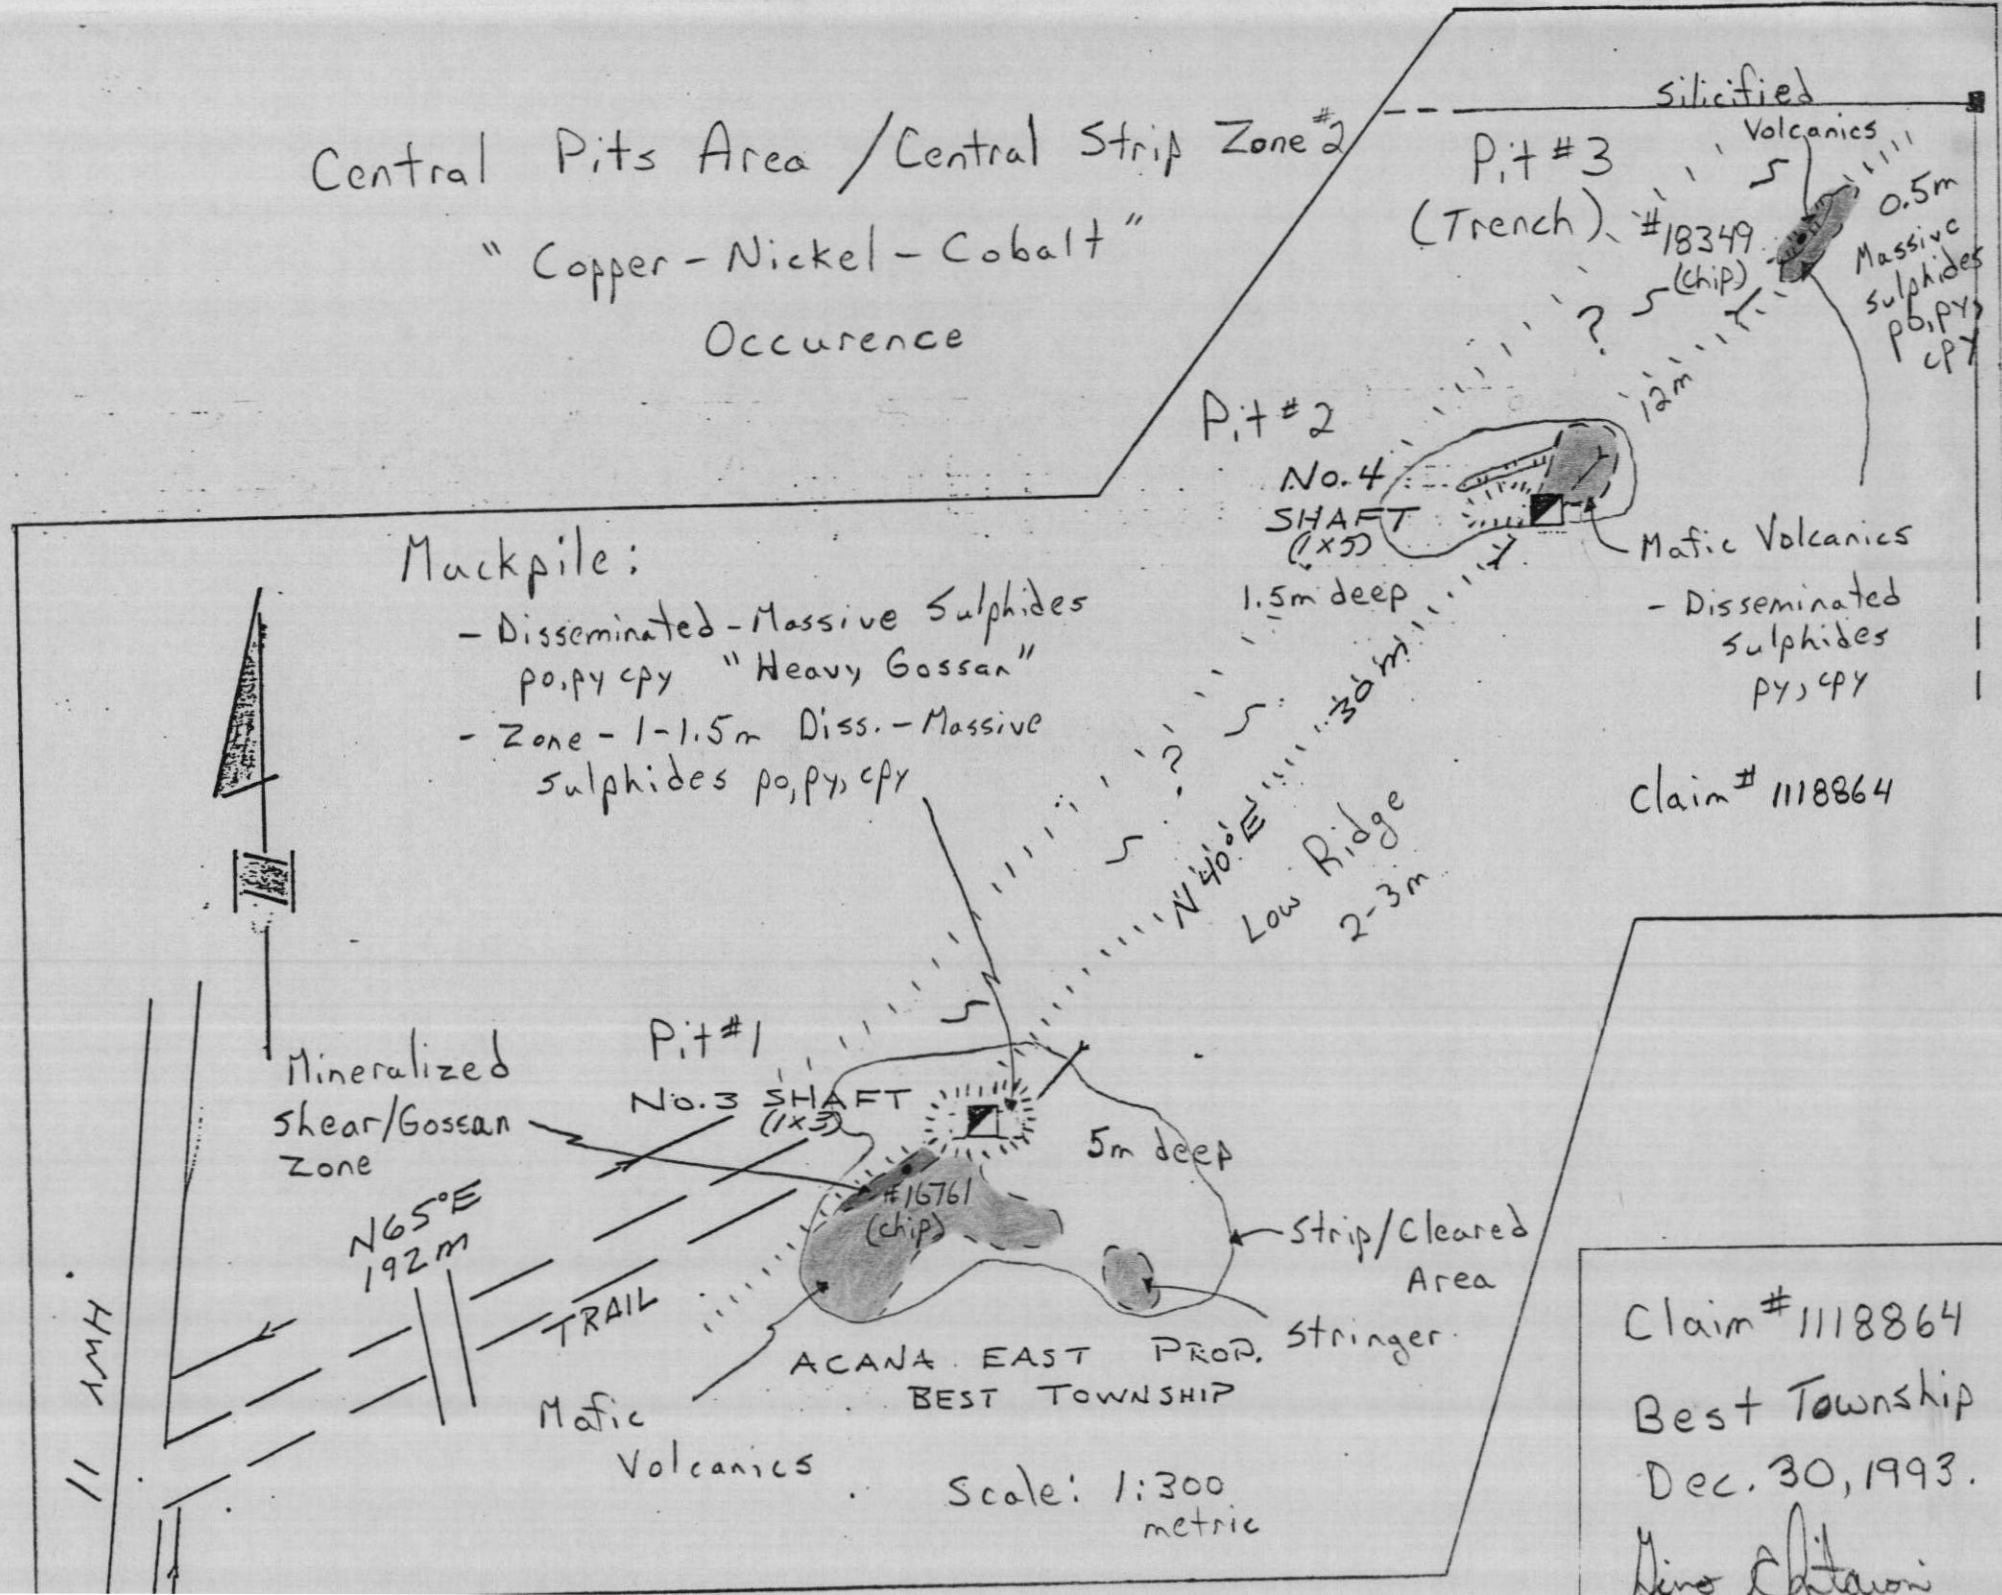 Central Pits Area / Central Strip Zone #2
"Copper - Nickel - Cobalt"
Occurence
Silicified
Volcanics
Pit #3
(Trench)
#18349
(chip)
0.5m
Massive
Sulphides
po, py,
cpy
?
12m
Pit #2
No. 4
SHAFT
(1x5)
1.5m deep
Mafic Volcanics
- Disseminated
Sulphides
py, cpy
Claim # 1118864
Muckpile:
- Disseminated - Massive Sulphides
po, py cpy "Heavy Gossan"
- Zone - 1-1.5m Diss. - Massive
Sulphides po, py, cpy
30m
?
N40°E
Low Ridge
2-3m
Pit #1
No. 3 SHAFT
(1x3)
5m deep
Mineralized
Shear/Gossan
Zone
#16761
(chip)
N65°E
192m
TRAIL
HWY 11
Strip/Cleared
Area
Stringer
Mafic
Volcanics
ACANA EAST PROP.
BEST TOWNSHIP
Scale: 1:300
metric
Claim # 1118864
Best Township
Dec. 30, 1993.
Gino